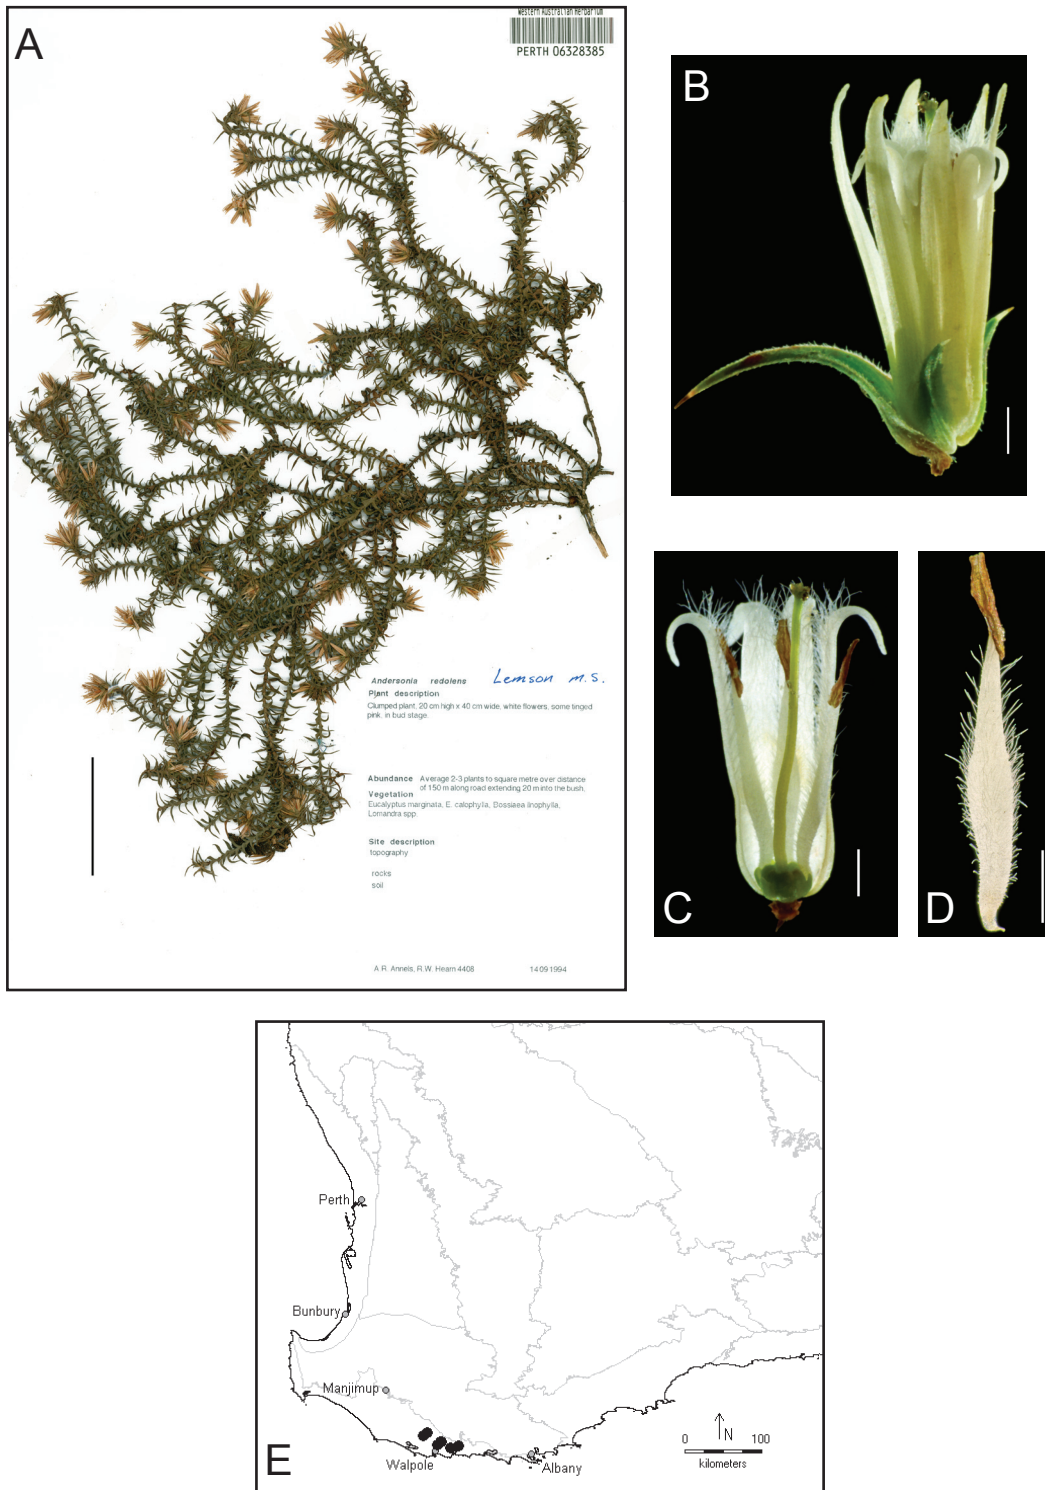 A
Western Australian Herbarium
PERTH 06328385
Andersonia redolens Lemson m.s.
Plant description
Clumped plant, 20 cm high x 40 cm wide, white flowers, some tinged
pink, in bud stage.
Abundance Average 2-3 plants to square metre over distance
of 150 m along road extending 20 m into the bush.
Vegetation
Eucalyptus marginata, E. calophylla, Bossiaea linophylla,
Lomandra spp.
Site description
topography
rocks
soil
A.R. Annels, R.W. Hearn 4408 14 09 1994
B
C
D
Perth
Bunbury
Manjimup
Walpole
Albany
N
0 100
kilometers
E